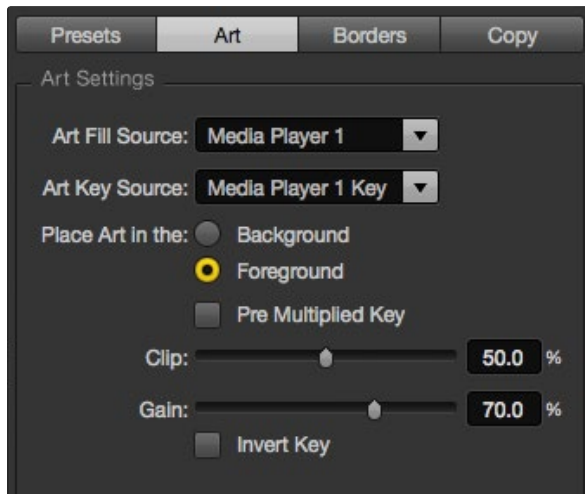 Presets Art Borders Copy
Art Settings
Art Fill Source: Media Player 1
Art Key Source: Media Player 1 Key
Place Art in the: Background
Foreground
Pre Multiplied Key
Clip: 50.0 %
Gain: 70.0 %
Invert Key